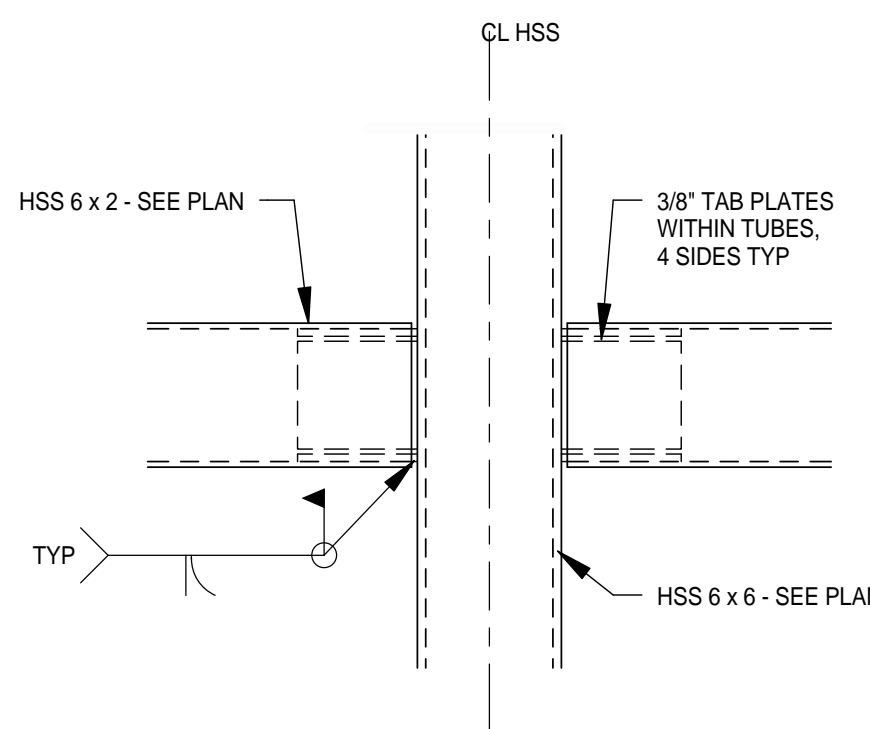 CL HSS
HSS 6 x 2 - SEE PLAN
3/8" TAB PLATES
WITHIN TUBES,
4 SIDES TYP
TYP
HSS 6 x 6 - SEE PLAN